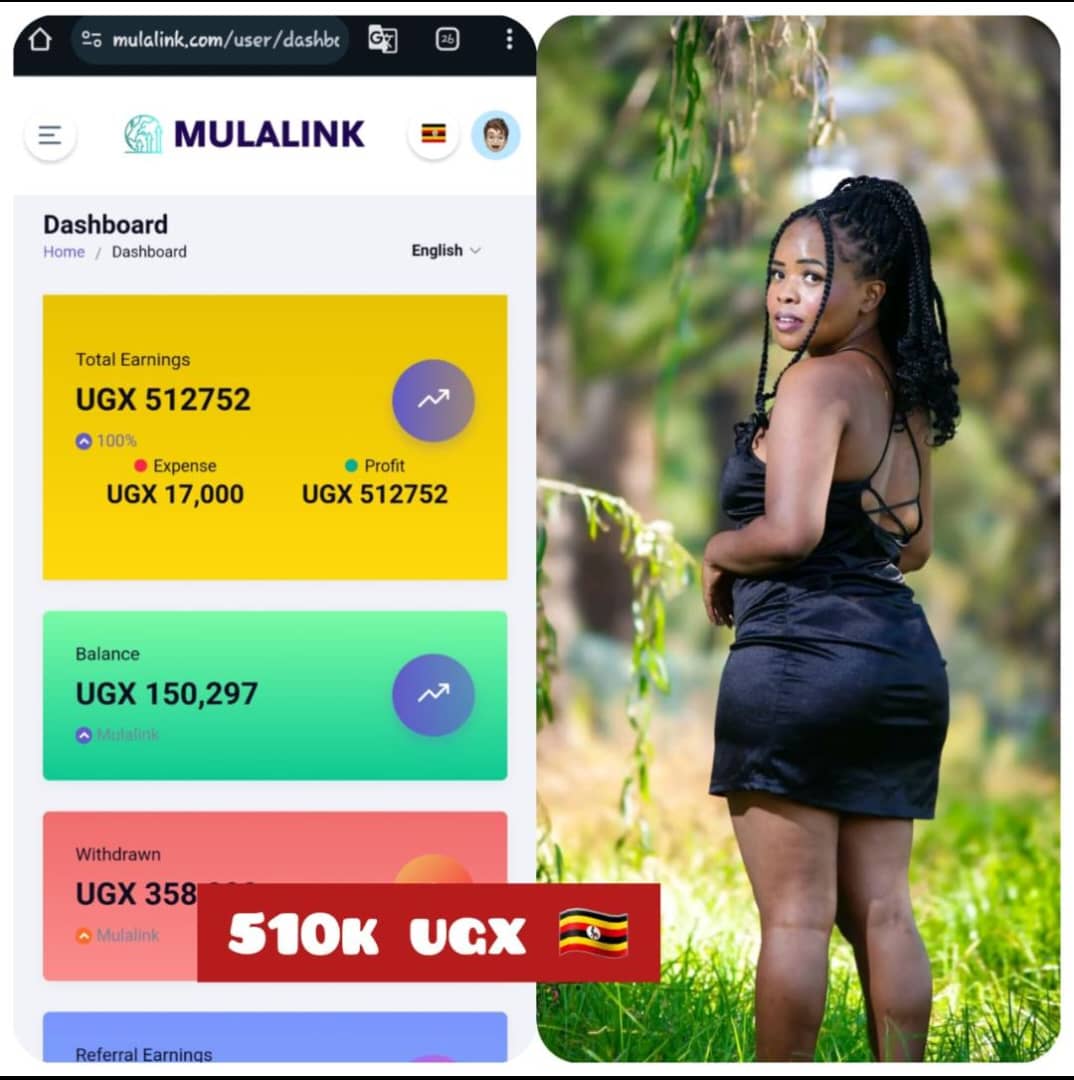 mulalink.com/user/dashb
26
MULALINK
Dashboard
Home / Dashboard
English
Total Earnings
UGX 512752
100%
Expense
Profit
UGX 17,000
UGX 512752
Balance
UGX 150,297
Mulalink
Withdrawn
UGX 358
Mulalink
510K UGX
Referral Earnings